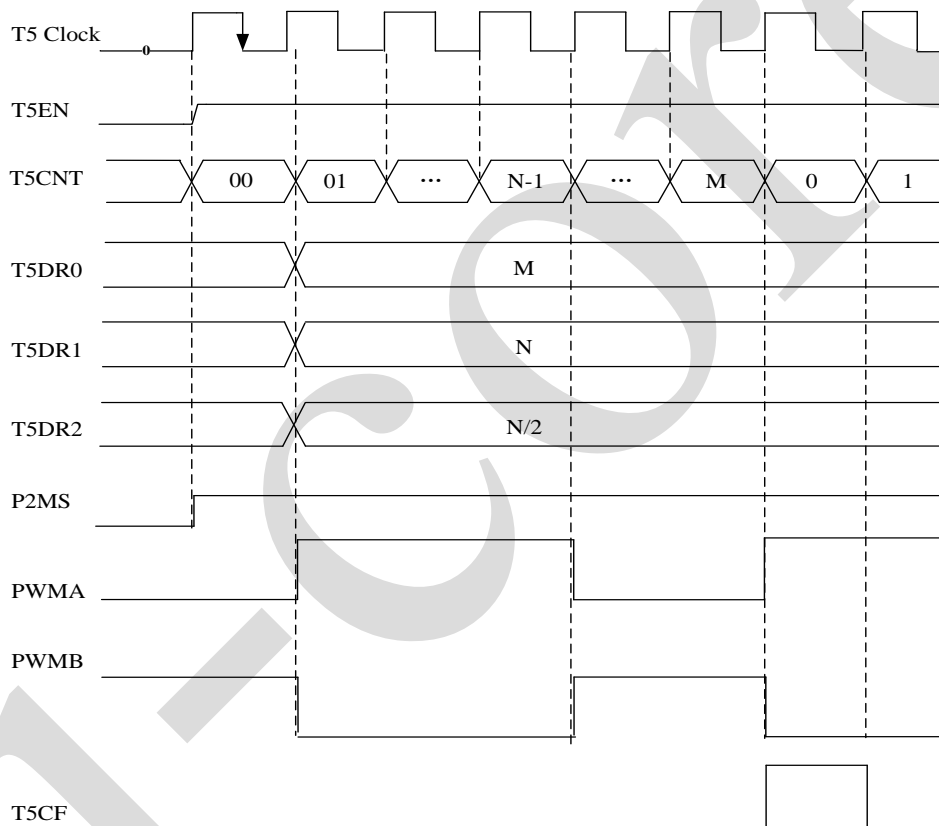 T5 Clock
0
T5EN
T5CNT 00 01 ... N-1 ... M 0 1
T5DR0 M
T5DR1 N
T5DR2 N/2
P2MS
PWMA
PWMB
T5CF